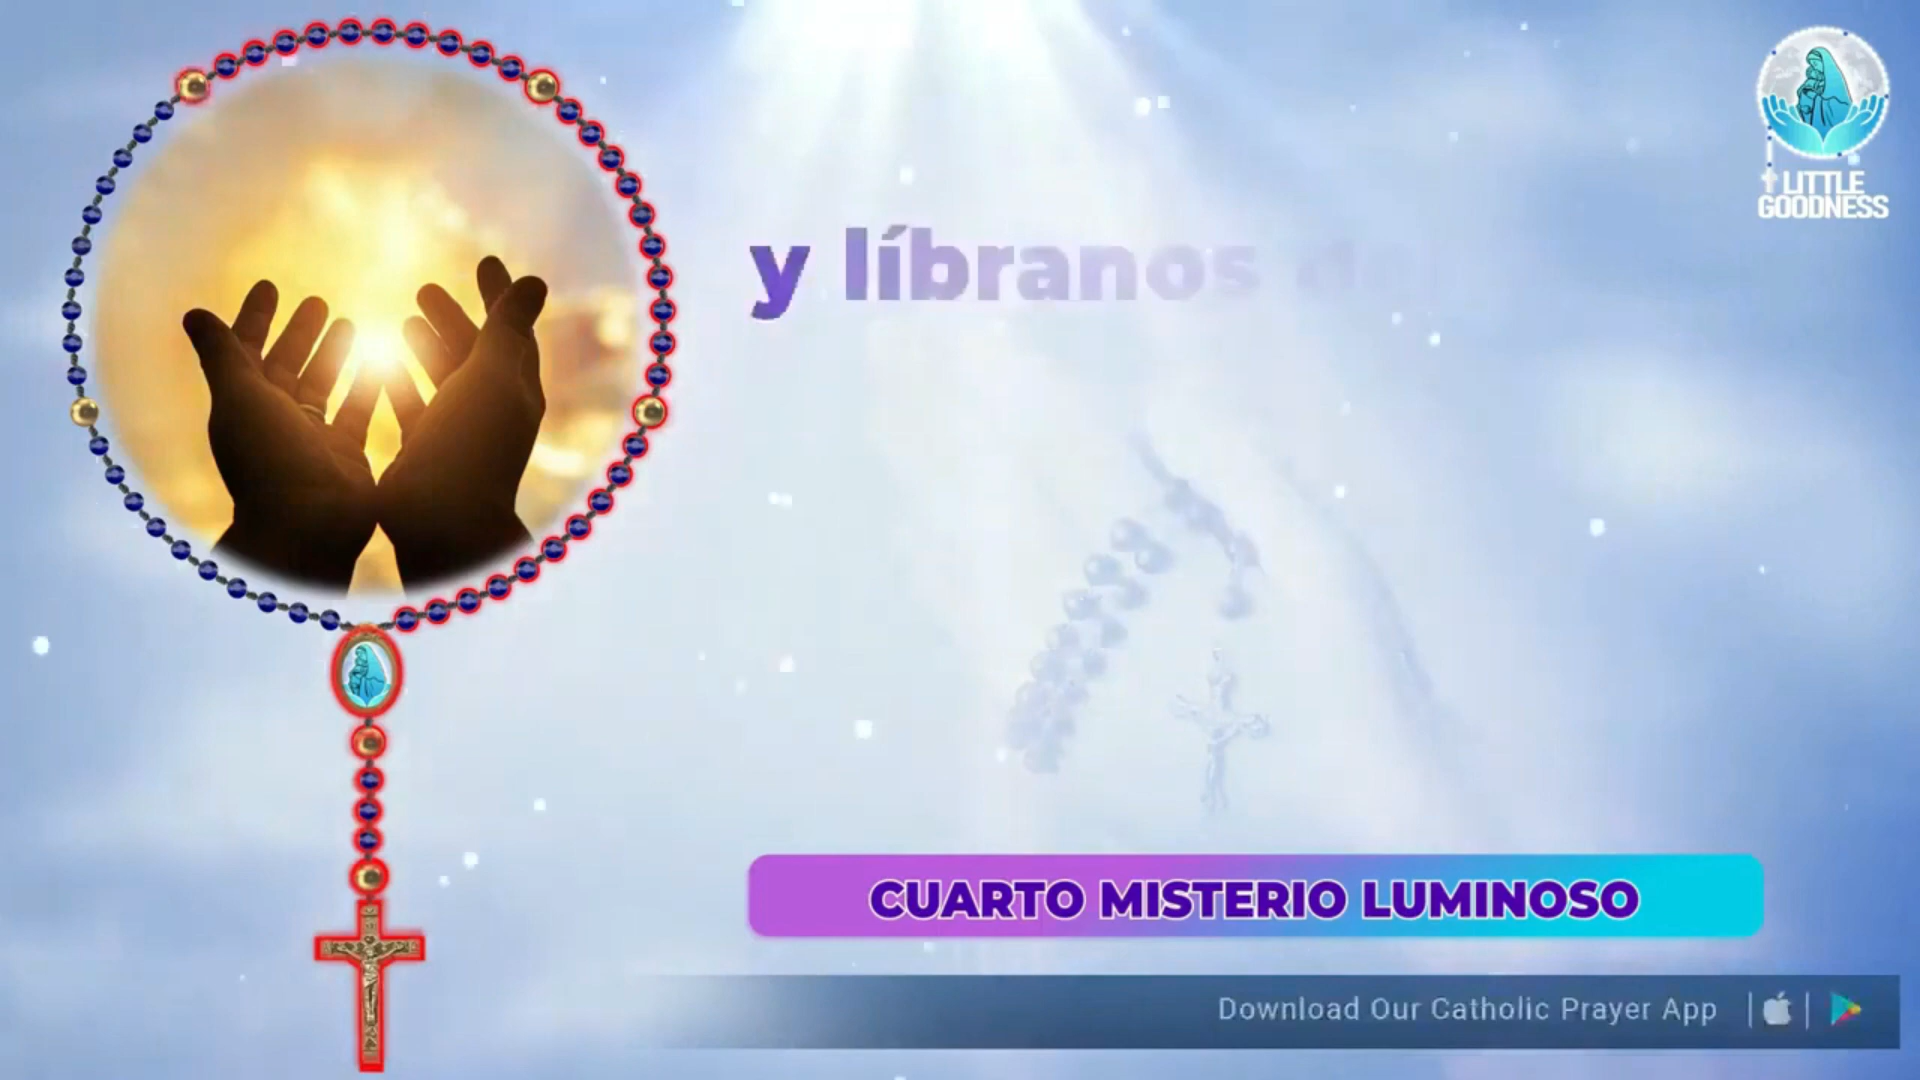 LITTLE
GOODNESS
y líbranos
CUARTO MISTERIO LUMINOSO
Download Our Catholic Prayer App